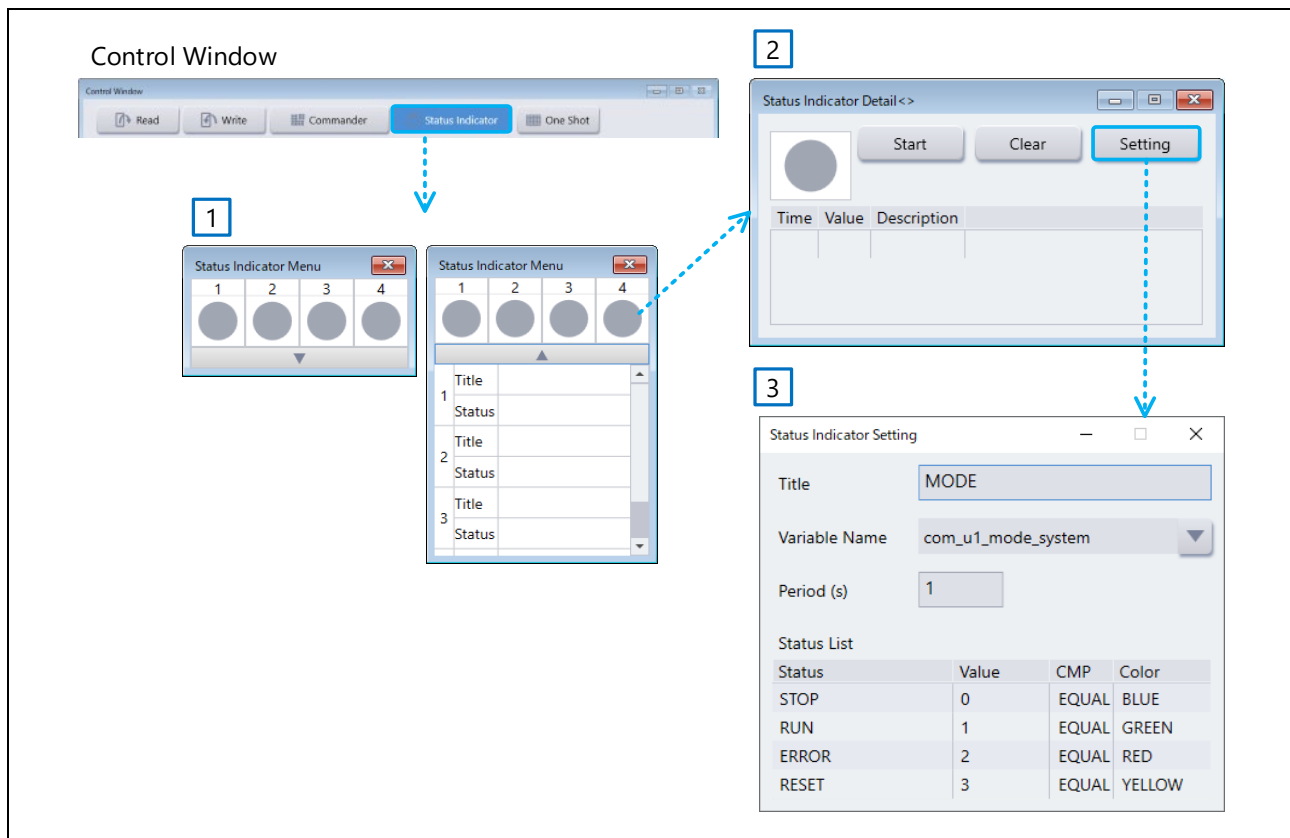 Control Window
Control Window
Read Write Commander Status Indicator One Shot
1
Status Indicator Menu
1 2 3 4
Status Indicator Menu
1 2 3 4
1 Title
Status
2 Title
Status
3 Title
Status
2
Status Indicator Detail<>
Start Clear Setting
Time Value Description
3
Status Indicator Setting
Title MODE
Variable Name com_u1_mode_system
Period (s) 1
Status List
Status Value CMP Color
STOP 0 EQUAL BLUE
RUN 1 EQUAL GREEN
ERROR 2 EQUAL RED
RESET 3 EQUAL YELLOW